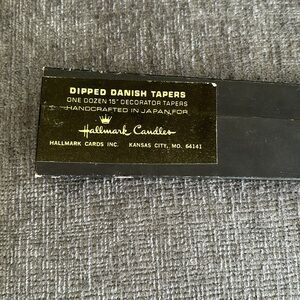 DIPPED DANISH TAPERS
ONE DOZEN 15" DECORATOR TAPERS
HANDCRAFTED IN JAPAN, FOR
Hallmark Candles
HALLMARK CARDS INC. KANSAS CITY, MO. 64141